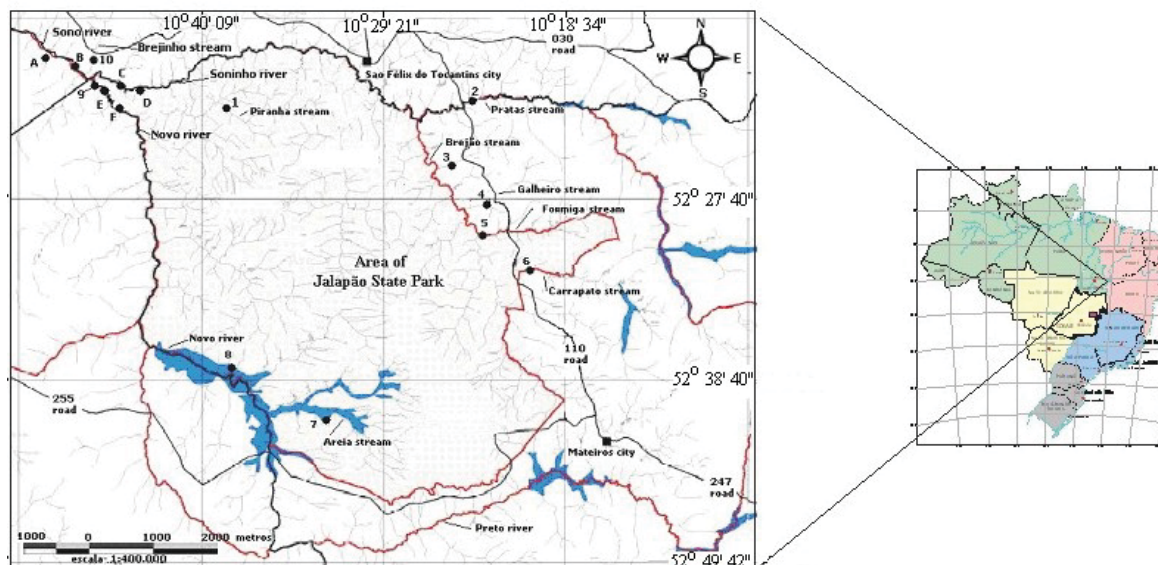 10° 40' 09
10° 29' 21
10° 18' 34
Sono river
Brejinho stream
030
road
N
W
E
S
A
B
10
C
Soninho river
Sao Félix do Tocantins city
9
E
D
F
1
Piranha stream
2
Pratas stream
Novo river
Brejão stream
3
4
Galheiro stream
52° 27' 40
5
Formiga stream
Area of
Jalapão State Park
6
Carrapato stream
Novo river
8
110
road
52° 38' 40
255
road
7
Areia stream
Mateiros city
247
road
Preto river
1000 0 1000 2000 metros
escala: 1:400.000
52° 49' 42